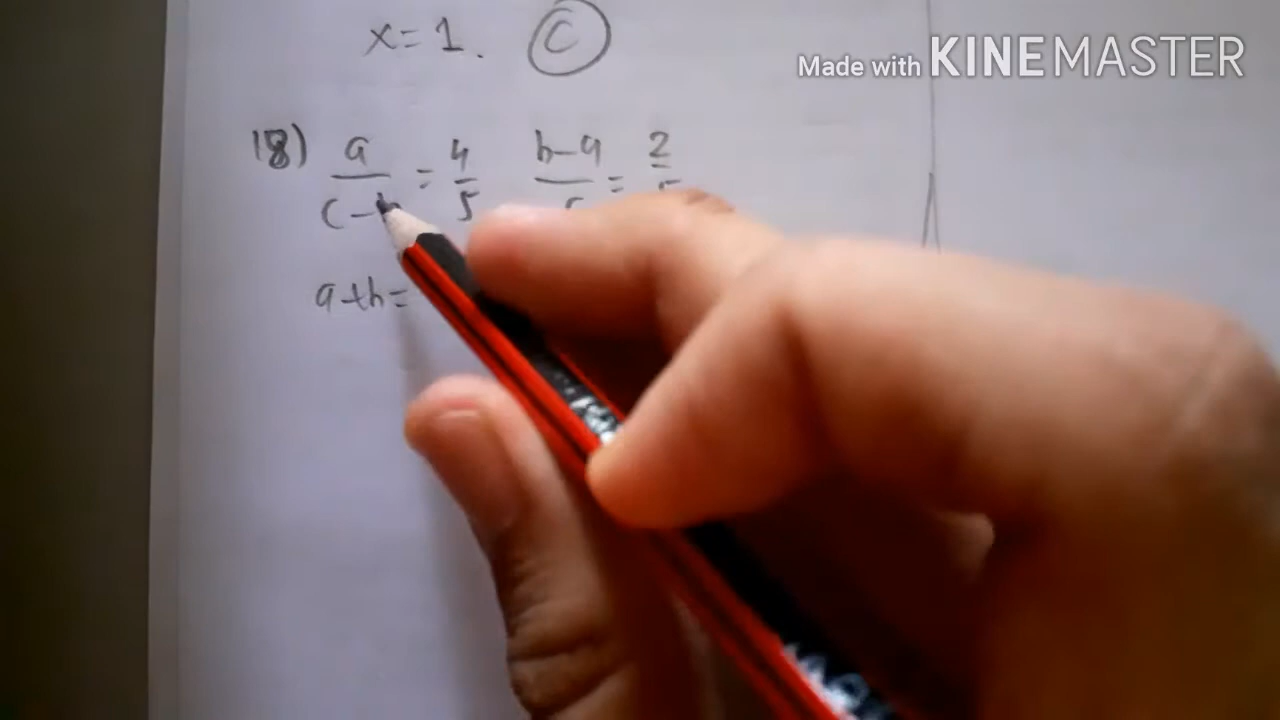 x=1. C
Made with KINEMASTER
18) a/(c-b) = 4/5 b-a/ = 2/
a+b=